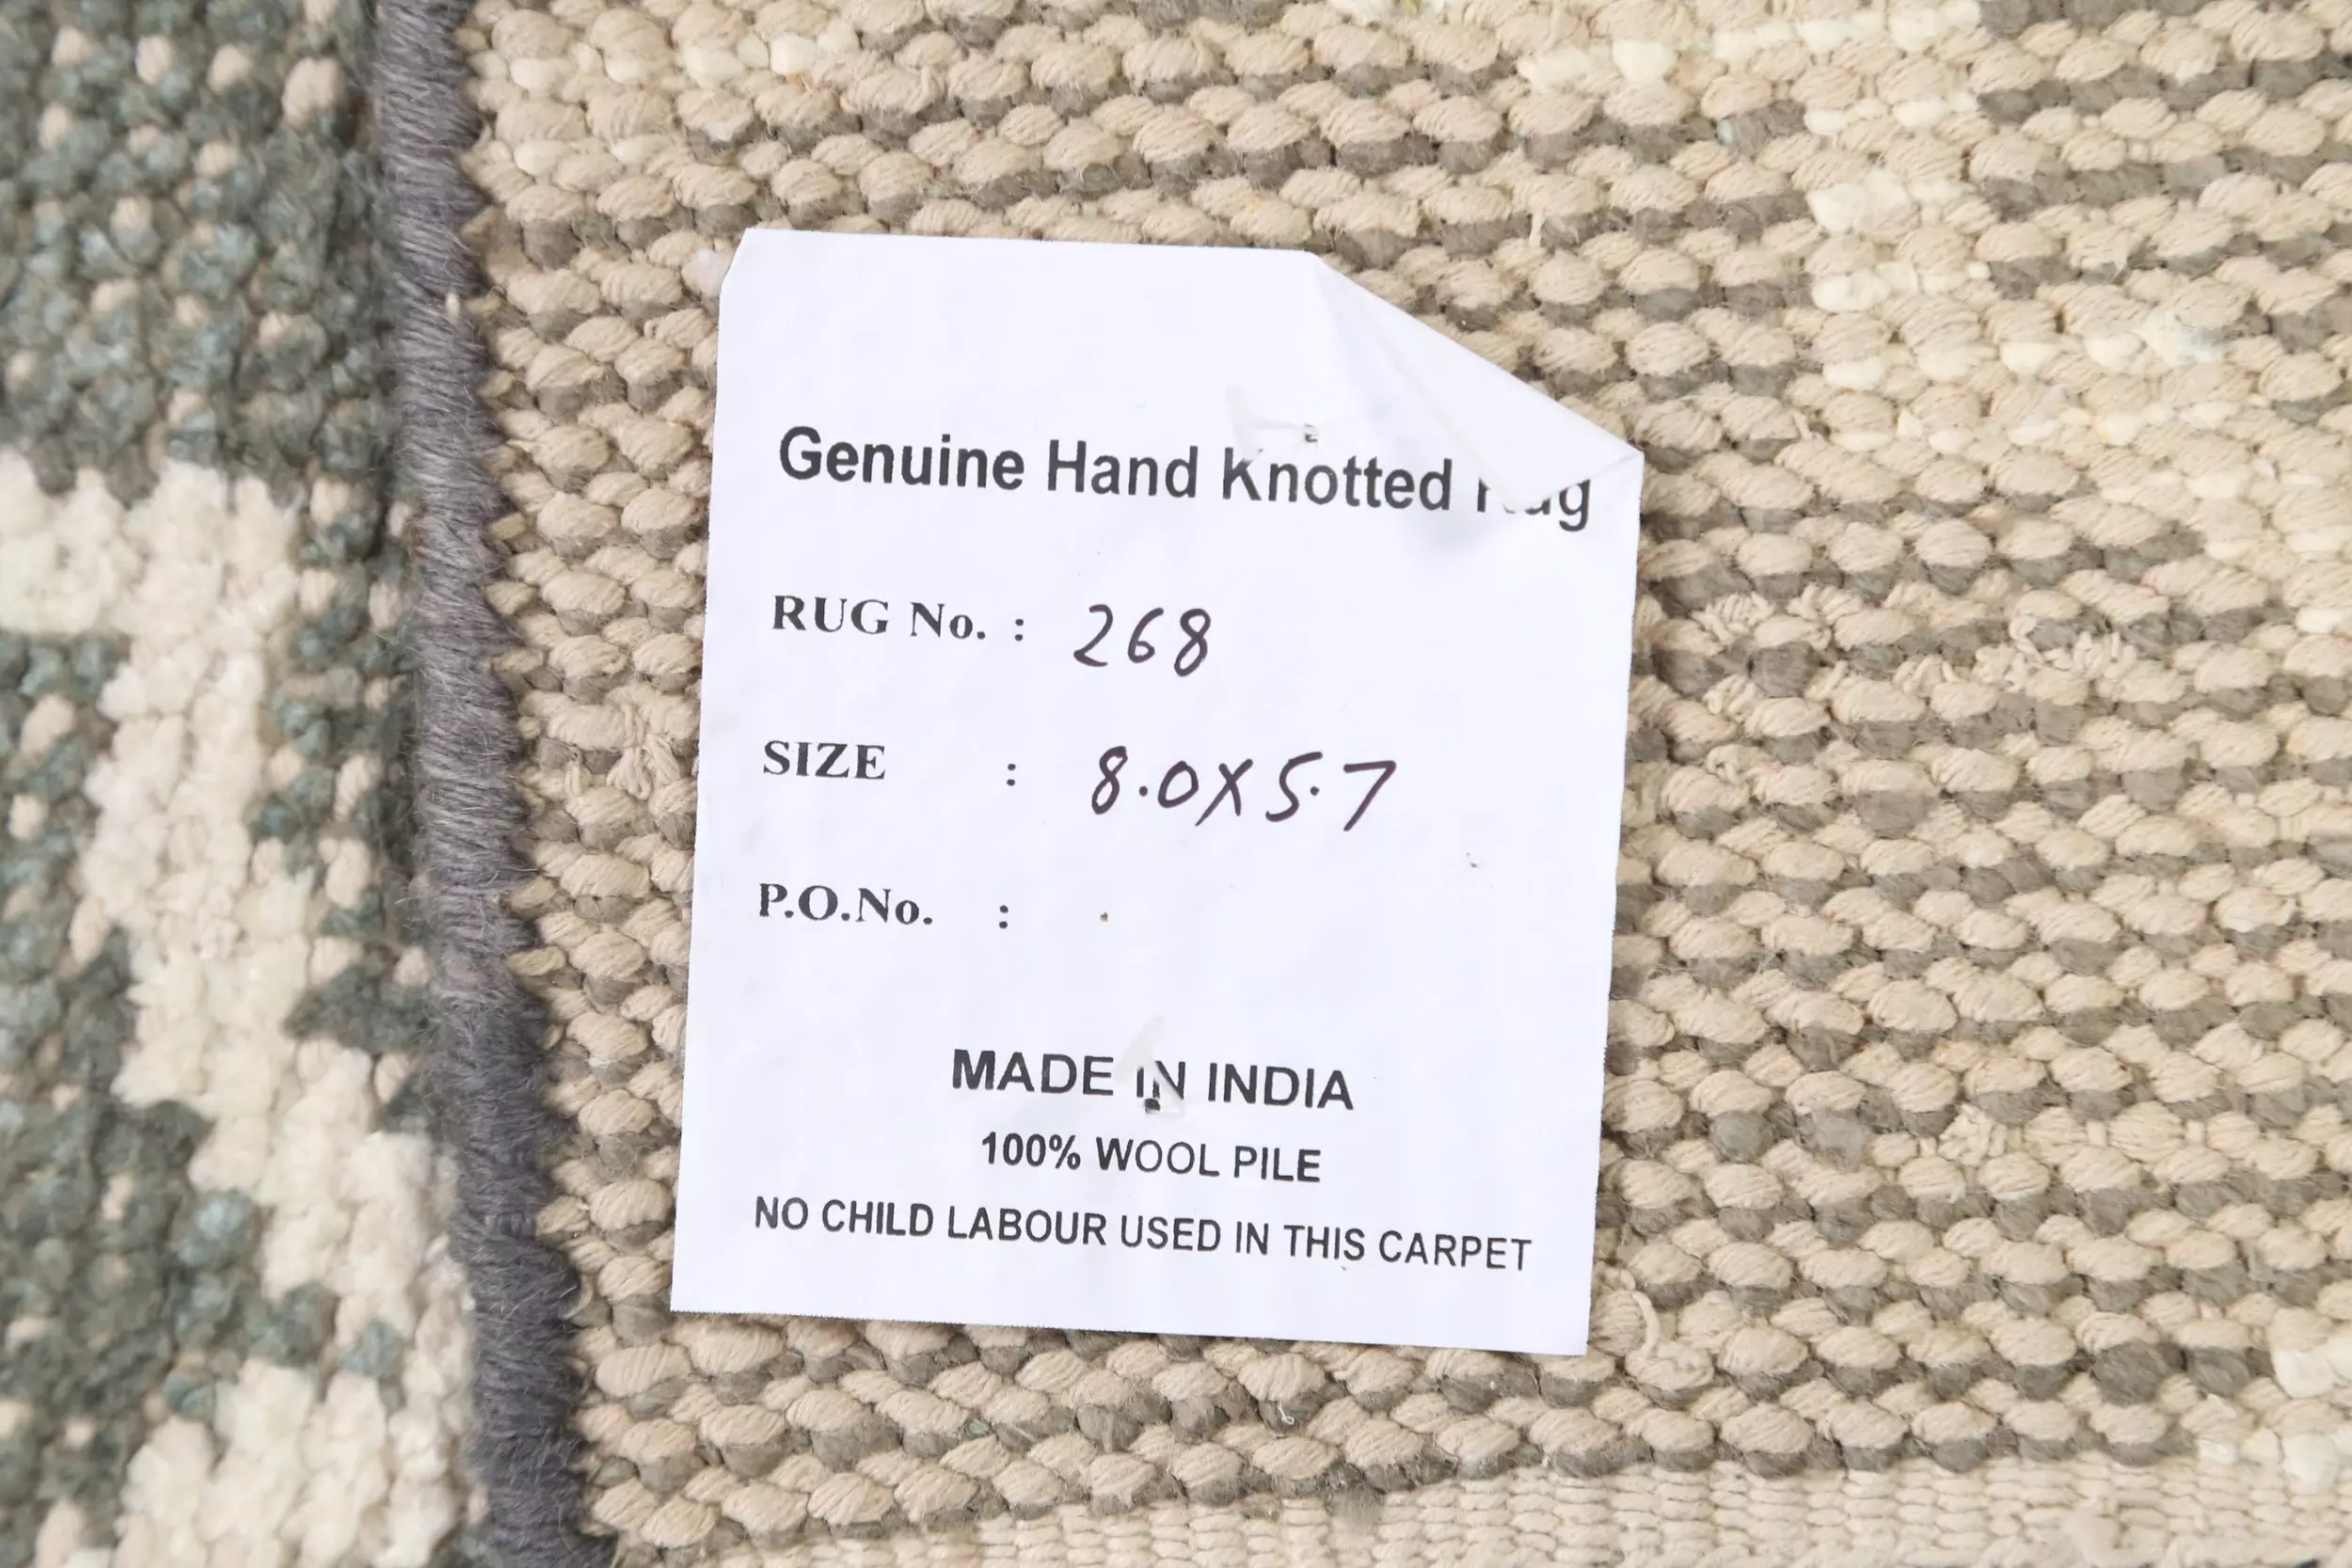 Genuine Hand Knotted Rug
RUG No. : 268
SIZE : 8.0X5.7
P.O.No. :
MADE IN INDIA
100% WOOL PILE
NO CHILD LABOUR USED IN THIS CARPET